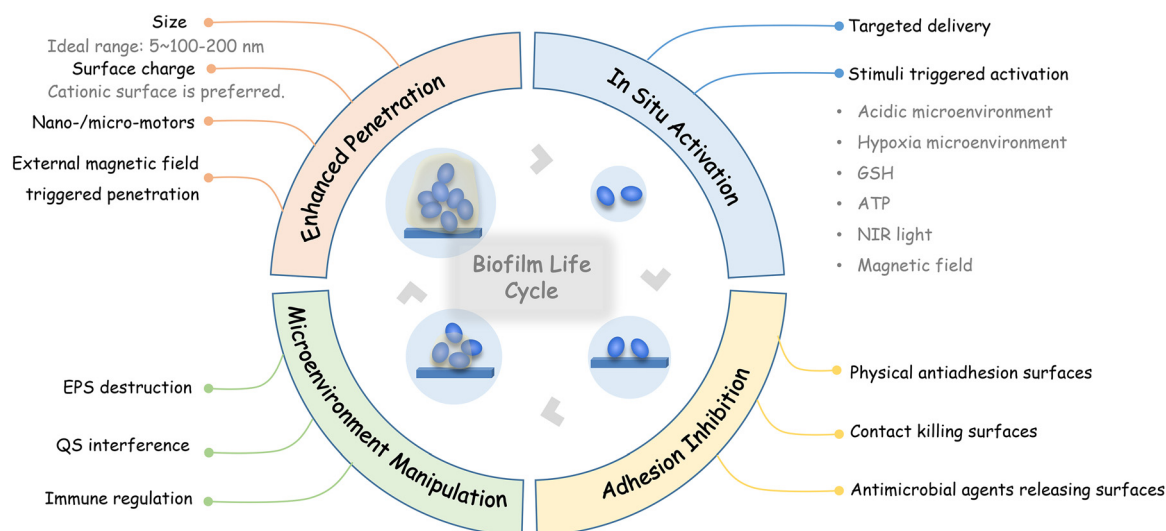 Size
Ideal range: 5~100-200 nm
Surface charge
Cationic surface is preferred.
Nano-/micro-motors
External magnetic field
triggered penetration
Enhanced Penetration
In Situ Activation
Targeted delivery
Stimuli triggered activation
• Acidic microenvironment
• Hypoxia microenvironment
• GSH
• ATP
• NIR light
• Magnetic field
Biofilm Life
Cycle
Microenvironment Manipulation
EPS destruction
QS interference
Immune regulation
Adhesion Inhibition
Physical antiadhesion surfaces
Contact killing surfaces
Antimicrobial agents releasing surfaces